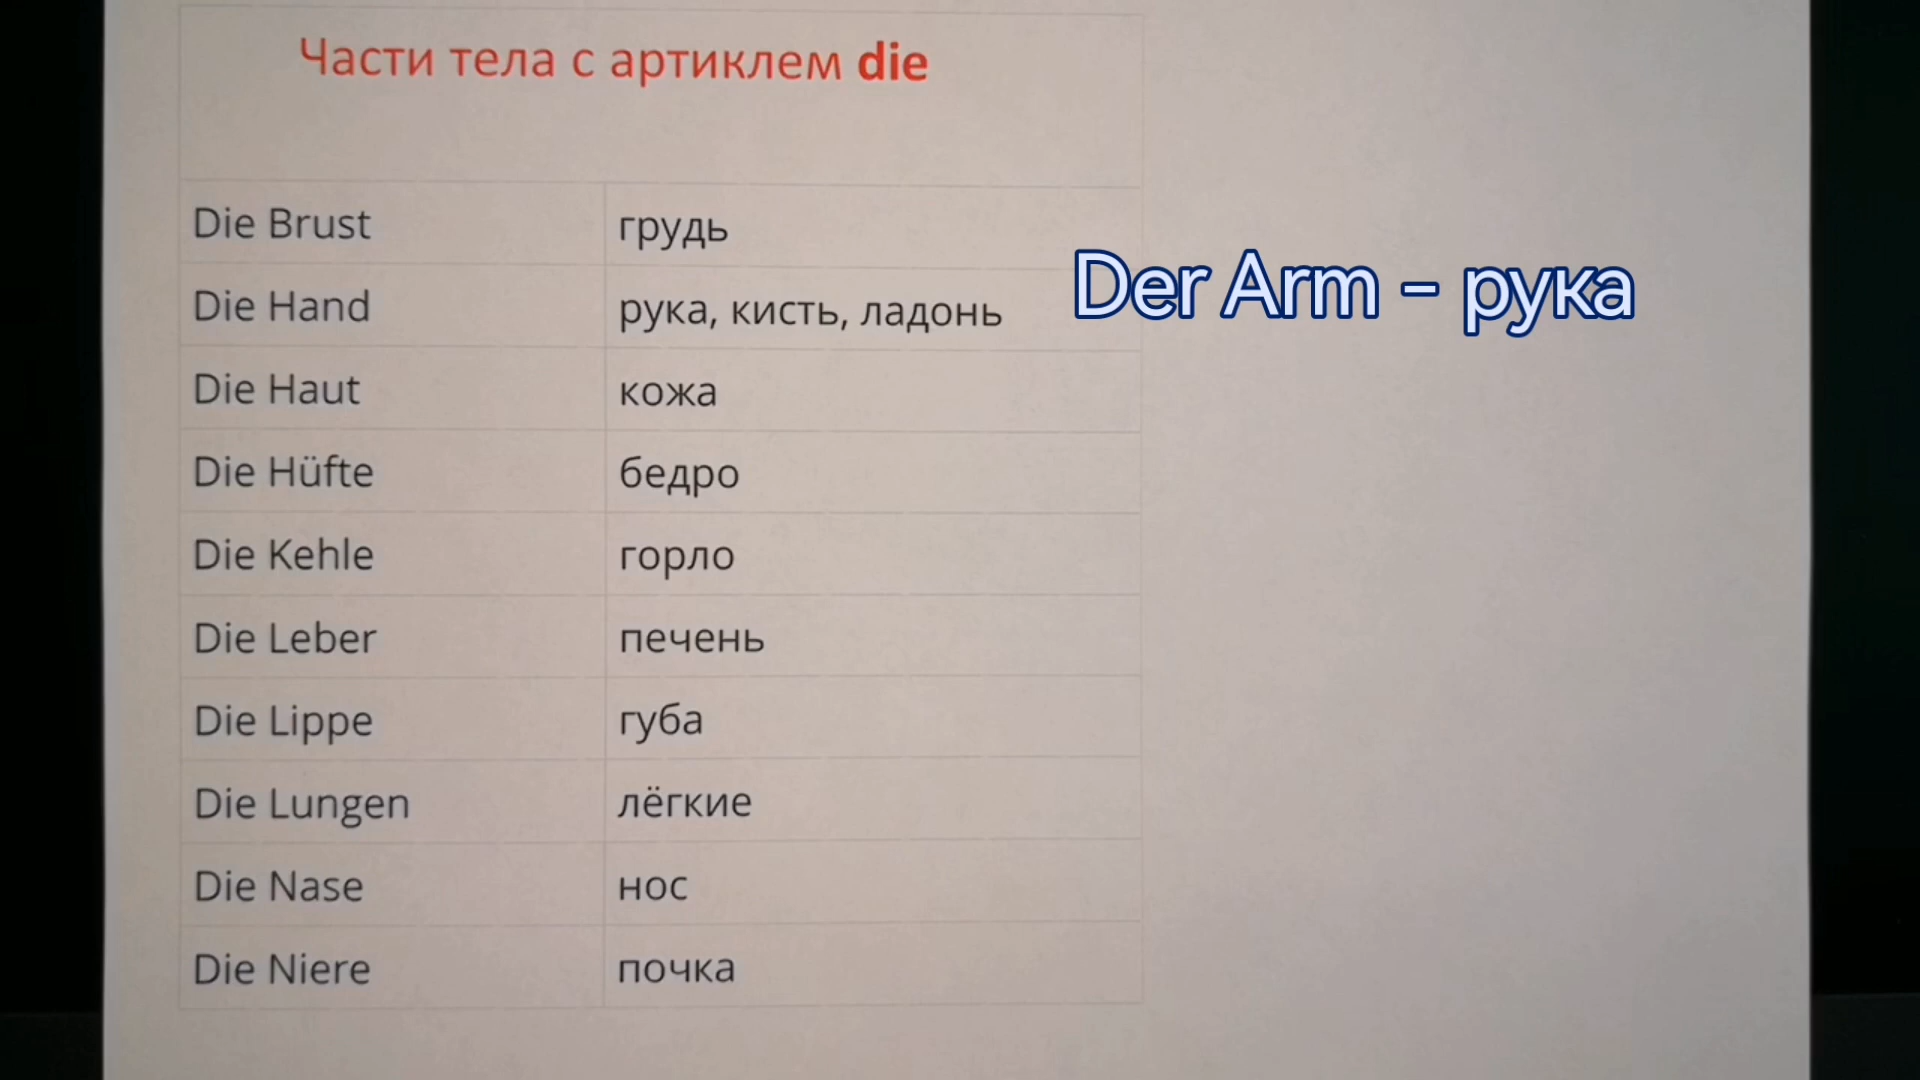 Части тела с артиклем die
Die Brust грудь
Die Hand рука, кисть, ладонь
Der Arm - рука
Die Haut кожа
Die Hüfte бедро
Die Kehle горло
Die Leber печень
Die Lippe губа
Die Lungen лёгкие
Die Nase нос
Die Niere почка